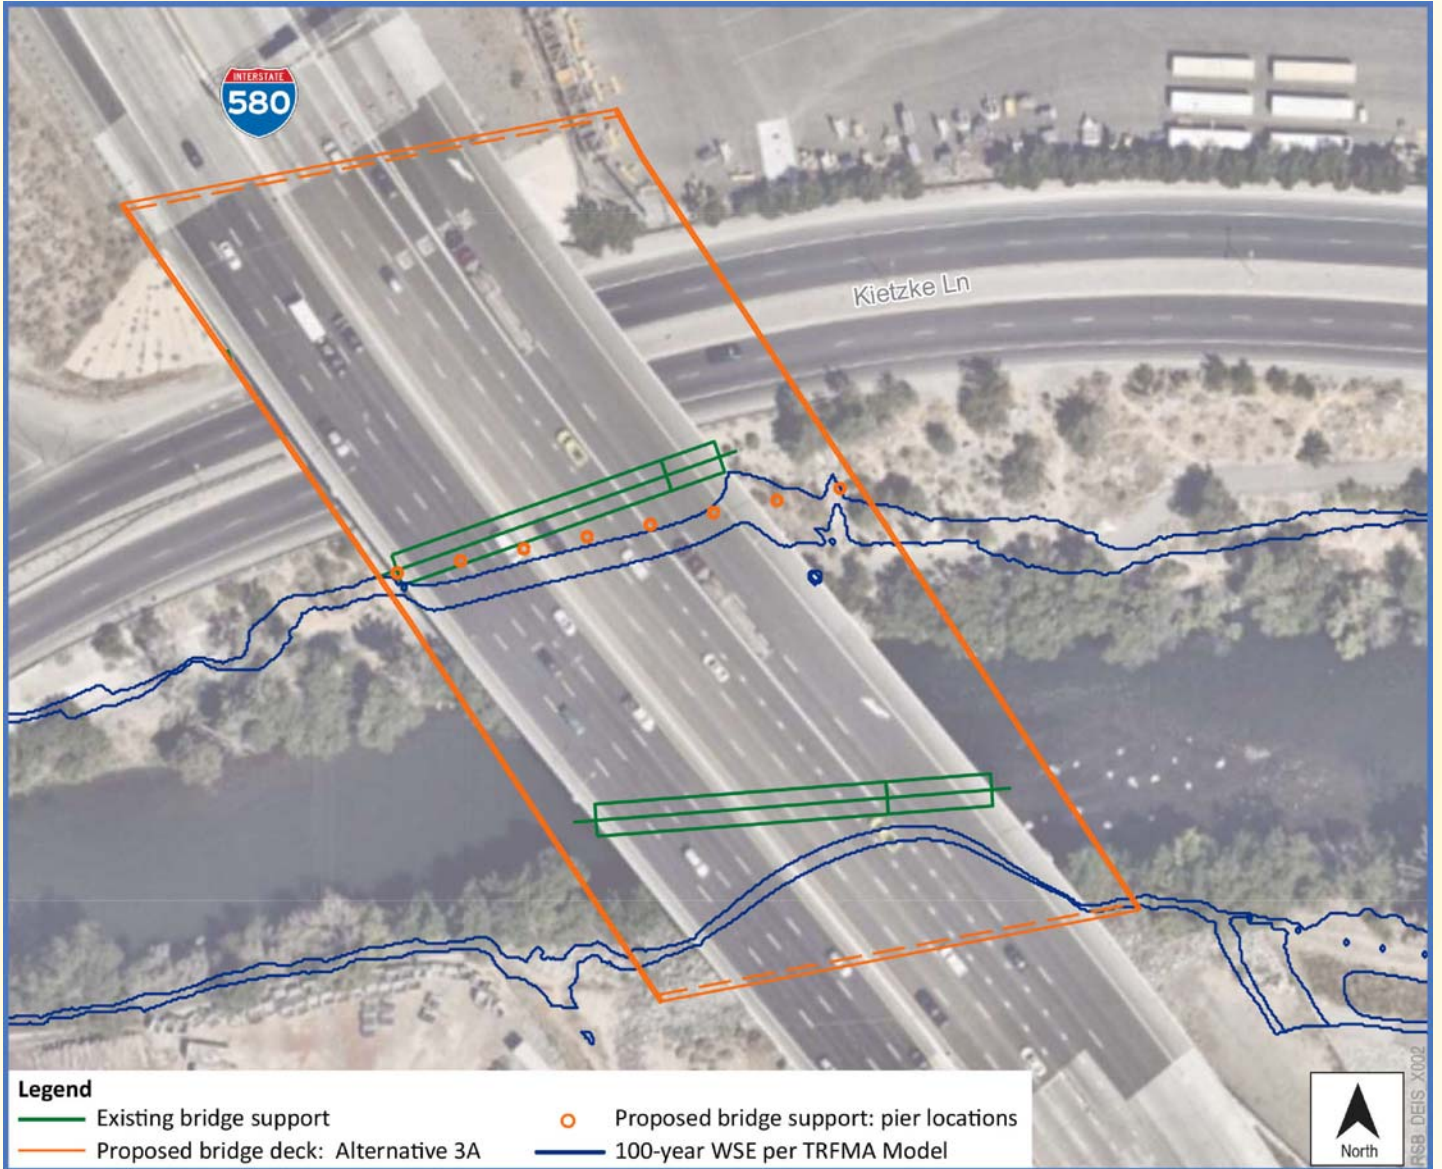 INTERSTATE
580
Kietzke Ln
Legend
Existing bridge support
Proposed bridge support: pier locations
Proposed bridge deck: Alternative 3A
100-year WSE per TRFMA Model
North
RSB DEIS X002